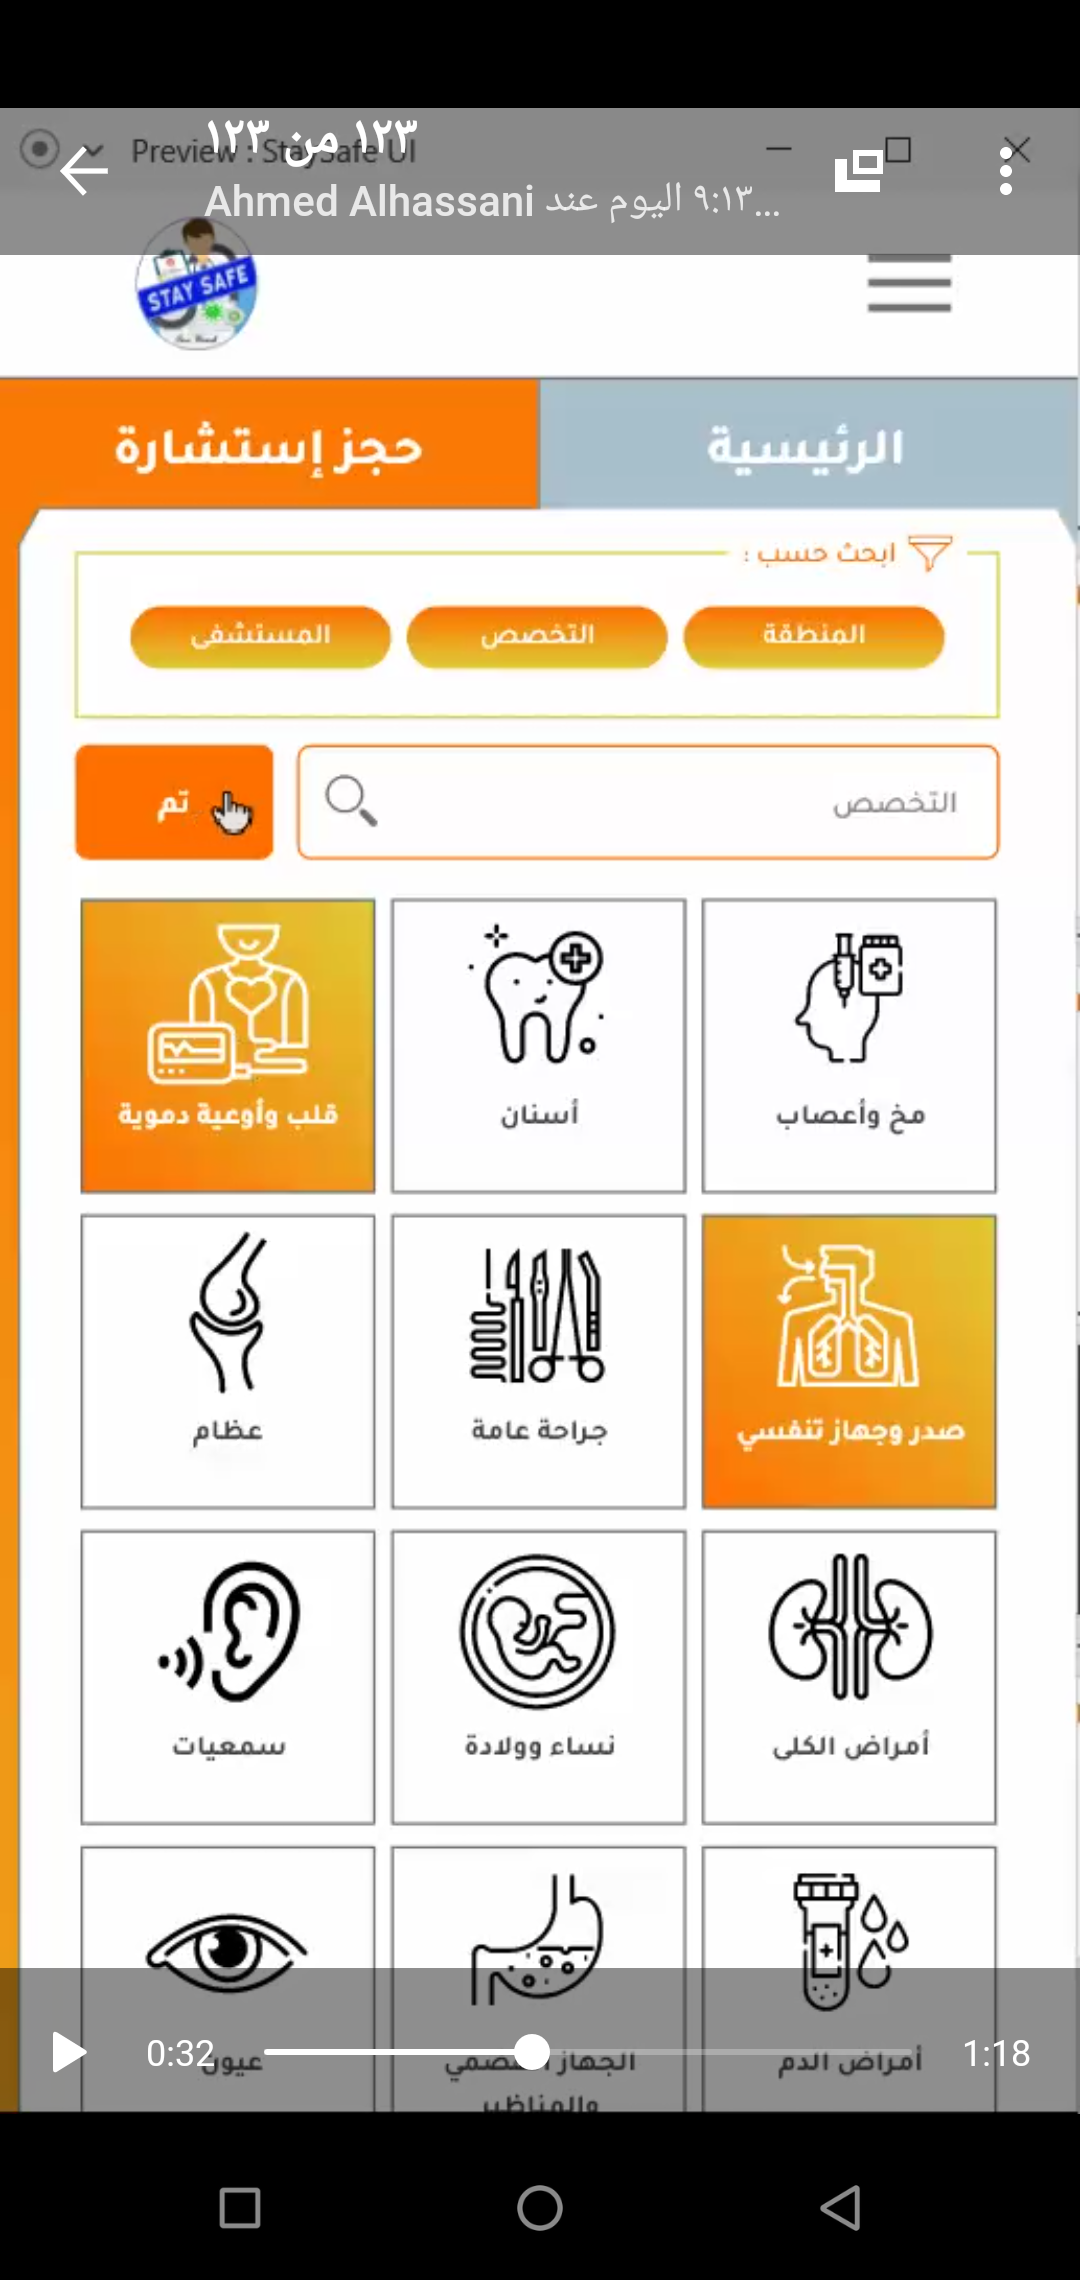 ١٢٣ من ١٢٣
Preview : StaySafe UI
Ahmed Alhassani اليوم عند ٩:١٣...
STAY SAFE
الرئيسية
حجز إستشارة
ابحث حسب :
المنطقة
التخصص
المستشفى
التخصص
تم
مخ وأعصاب
أسنان
قلب وأوعية دموية
صدر وجهاز تنفسي
جراحة عامة
عظام
أمراض الكلى
نساء وولادة
سمعيات
أمراض الدم
الجهاز الهضمي
والمناظير
عيون
0:32
1:18